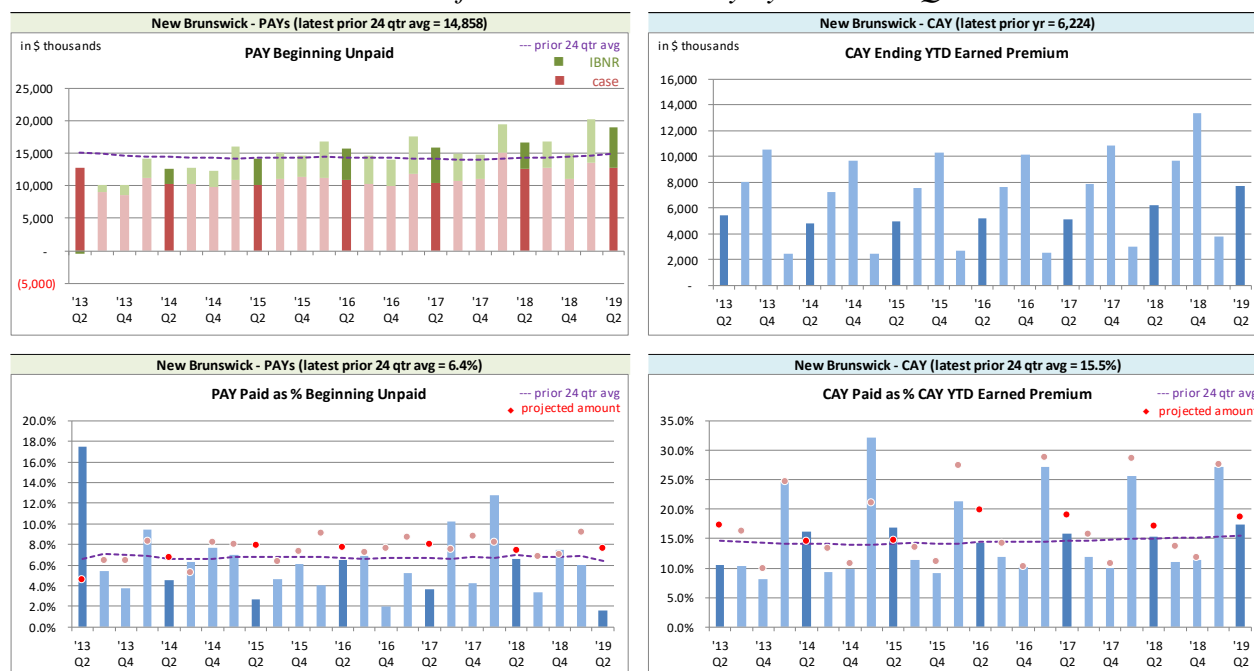 New Brunswick - PAYs (latest prior 24 qtr avg = 14,858)
in $ thousands
PAY Beginning Unpaid
--- prior 24 qtr avg
IBNR
case
25,000
20,000
15,000
10,000
5,000
-
(5,000)
'13 '13 '14 '14 '15 '15 '16 '16 '17 '17 '18 '18 '19
Q2 Q4 Q2 Q4 Q2 Q4 Q2 Q4 Q2 Q4 Q2 Q4 Q2
New Brunswick - CAY (latest prior yr = 6,224)
in $ thousands
CAY Ending YTD Earned Premium
16,000
14,000
12,000
10,000
8,000
6,000
4,000
2,000
-
'13 '13 '14 '14 '15 '15 '16 '16 '17 '17 '18 '18 '19
Q2 Q4 Q2 Q4 Q2 Q4 Q2 Q4 Q2 Q4 Q2 Q4 Q2
New Brunswick - PAYs (latest prior 24 qtr avg = 6.4%)
PAY Paid as % Beginning Unpaid
--- prior 24 qtr avg
projected amount
20.0%
18.0%
16.0%
14.0%
12.0%
10.0%
8.0%
6.0%
4.0%
2.0%
0.0%
'13 '13 '14 '14 '15 '15 '16 '16 '17 '17 '18 '18 '19
Q2 Q4 Q2 Q4 Q2 Q4 Q2 Q4 Q2 Q4 Q2 Q4 Q2
New Brunswick - CAY (latest prior 24 qtr avg = 15.5%)
CAY Paid as % CAY YTD Earned Premium
--- prior 24 qtr avg
projected amount
35.0%
30.0%
25.0%
20.0%
15.0%
10.0%
5.0%
0.0%
'13 '13 '14 '14 '15 '15 '16 '16 '17 '17 '18 '18 '19
Q2 Q4 Q2 Q4 Q2 Q4 Q2 Q4 Q2 Q4 Q2 Q4 Q2